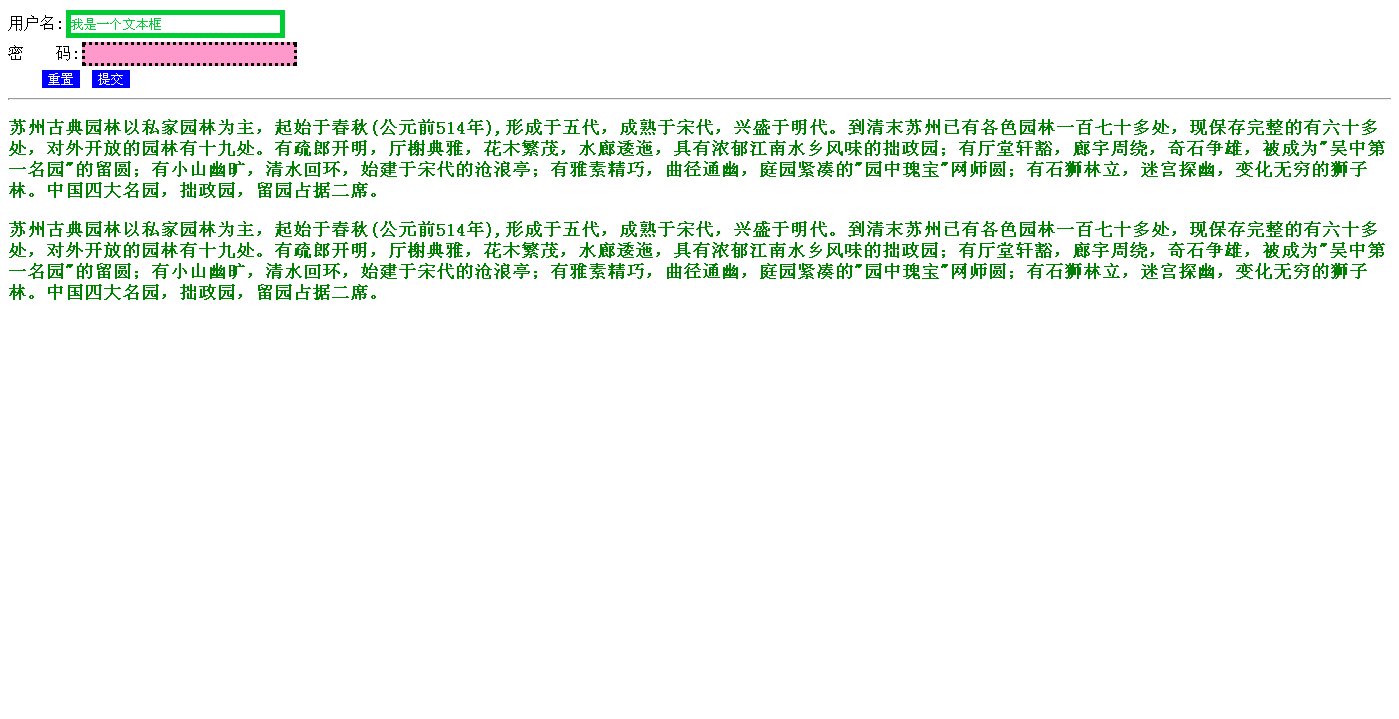 用户名: 我是一个文本框
密 码:
重置 提交
苏州古典园林以私家园林为主，起始于春秋(公元前514年),形成于五代，成熟于宋代，兴盛于明代。到清末苏州已有各色园林一百七十多处，现保存完整的有六十多
处，对外开放的园林有十九处。有疏郎开明，厅榭典雅，花木繁茂，水廊逶迤，具有浓郁江南水乡风味的拙政园；有厅堂轩豁，廊宇周绕，奇石争雄，被成为"吴中第
一名园"的留圆；有小山幽旷，清水回环，始建于宋代的沧浪亭；有雅素精巧，曲径通幽，庭园紧凑的"园中瑰宝"网师圆；有石狮林立，迷宫探幽，变化无穷的狮子
林。中国四大名园，拙政园，留园占据二席。
苏州古典园林以私家园林为主，起始于春秋(公元前514年),形成于五代，成熟于宋代，兴盛于明代。到清末苏州已有各色园林一百七十多处，现保存完整的有六十多
处，对外开放的园林有十九处。有疏郎开明，厅榭典雅，花木繁茂，水廊逶迤，具有浓郁江南水乡风味的拙政园；有厅堂轩豁，廊宇周绕，奇石争雄，被成为"吴中第
一名园"的留圆；有小山幽旷，清水回环，始建于宋代的沧浪亭；有雅素精巧，曲径通幽，庭园紧凑的"园中瑰宝"网师圆；有石狮林立，迷宫探幽，变化无穷的狮子
林。中国四大名园，拙政园，留园占据二席。